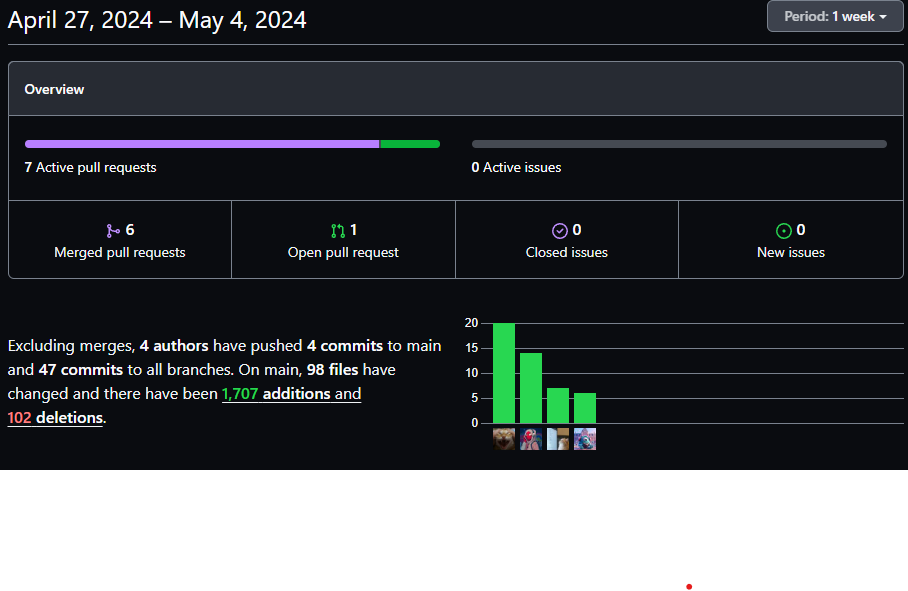 April 27, 2024 – May 4, 2024
Period: 1 week
Overview
7 Active pull requests
0 Active issues
6
Merged pull requests
1
Open pull request
0
Closed issues
0
New issues
Excluding merges, 4 authors have pushed 4 commits to main
and 47 commits to all branches. On main, 98 files have
changed and there have been 1,707 additions and
102 deletions.
20
15
10
5
0